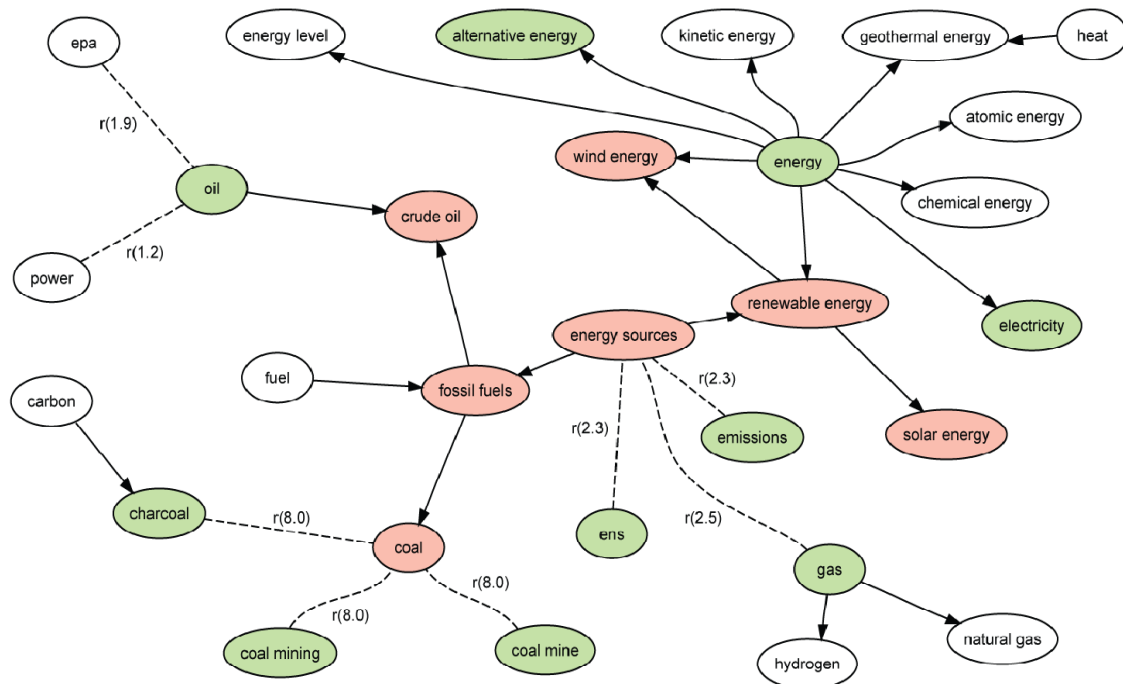 epa
energy level
alternative energy
kinetic energy
geothermal energy
heat
r(1.9)
atomic energy
wind energy
energy
oil
chemical energy
crude oil
r(1.2)
power
renewable energy
electricity
energy sources
fuel
fossil fuels
r(2.3)
carbon
r(2.3)
emissions
solar energy
charcoal
r(8.0)
r(2.5)
ens
coal
r(8.0)
gas
r(8.0)
coal mining
coal mine
natural gas
hydrogen